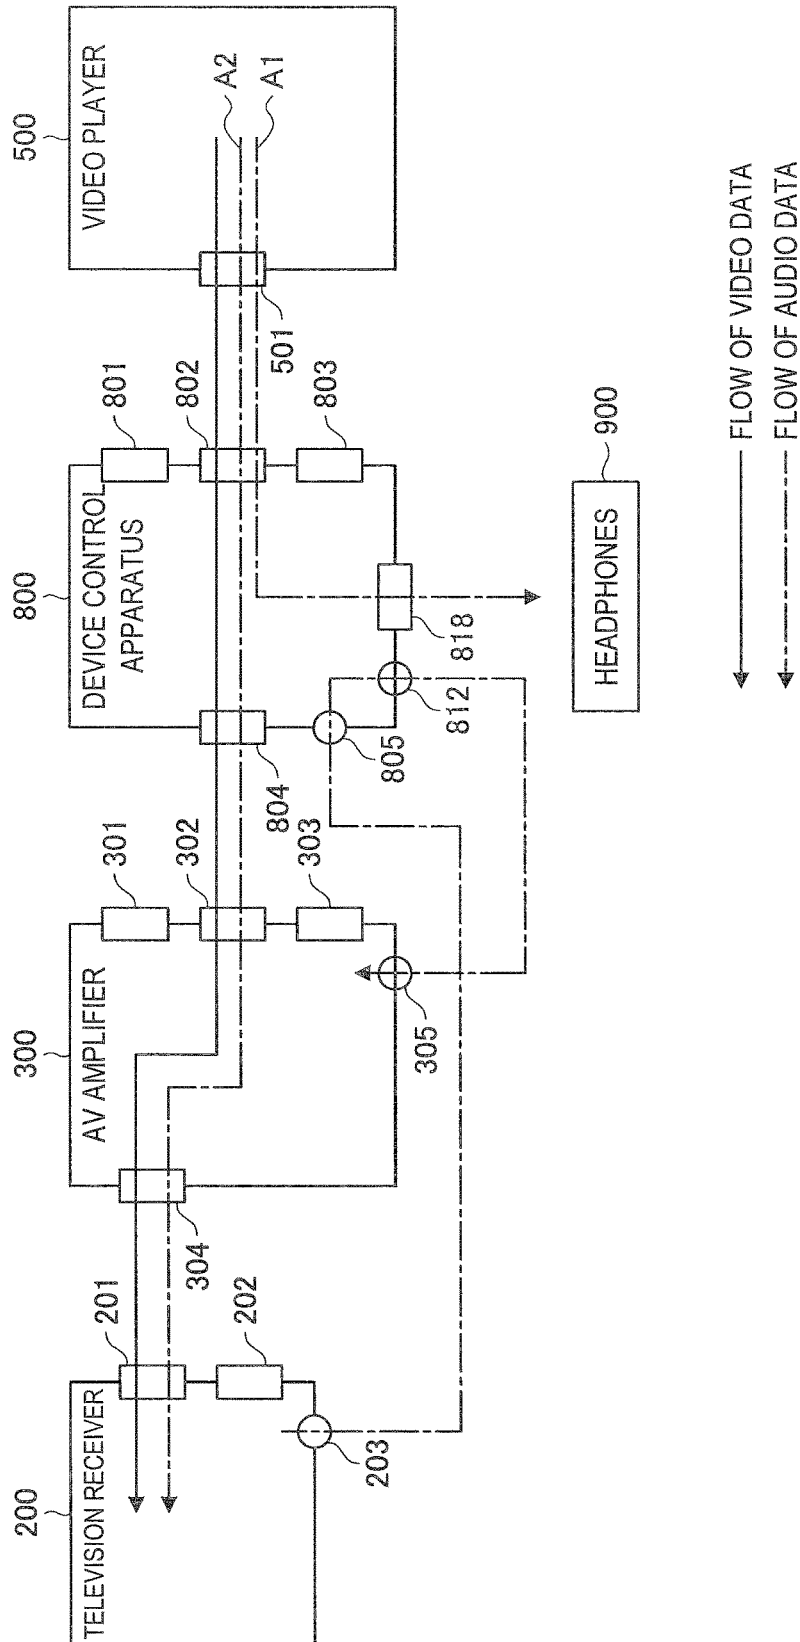 200
TELEVISION RECEIVER
201
202
203
300
AV AMPLIFIER
301
302
303
304
305
800
DEVICE CONTROL
APPARATUS
801
802
803
804
805
812
818
500
VIDEO PLAYER
A2
A1
501
HEADPHONES
900
FLOW OF VIDEO DATA
FLOW OF AUDIO DATA